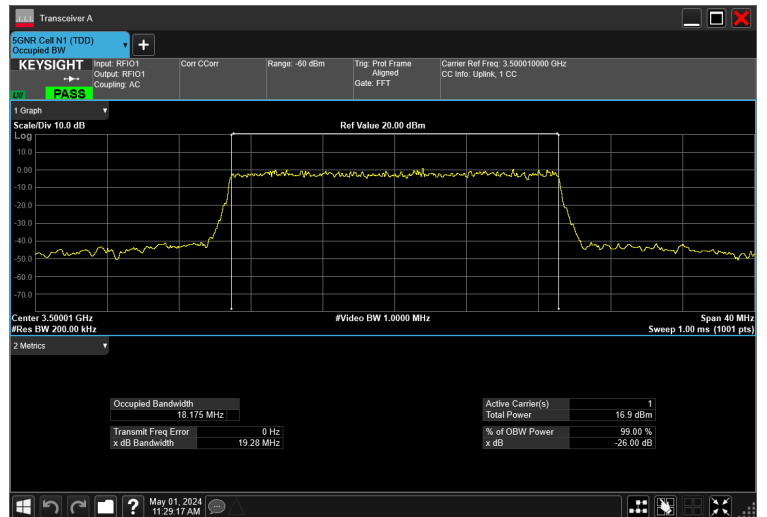 Transceiver A
5GNR Cell N1 (TDD)
Occupied BW
KEYSIGHT
LXI
PASS
Input: RFIO1
Output: RFIO1
Coupling: AC
Corr CCorr
Range: -60 dBm
Trig: Prot Frame
Aligned
Gate: FFT
Carrier Ref Freq: 3.500010000 GHz
CC Info: Uplink, 1 CC
1 Graph
Scale/Div 10.0 dB
Ref Value 20.00 dBm
Log
10.0
0.00
-10.0
-20.0
-30.0
-40.0
-50.0
-60.0
-70.0
Center 3.50001 GHz
#Video BW 1.0000 MHz
Span 40 MHz
#Res BW 200.00 kHz
Sweep 1.00 ms (1001 pts)
2 Metrics
Occupied Bandwidth
18.175 MHz
Transmit Freq Error 0 Hz
x dB Bandwidth 19.28 MHz
Active Carrier(s) 1
Total Power 16.9 dBm
% of OBW Power 99.00 %
x dB -26.00 dB
May 01, 2024
11:29:17 AM